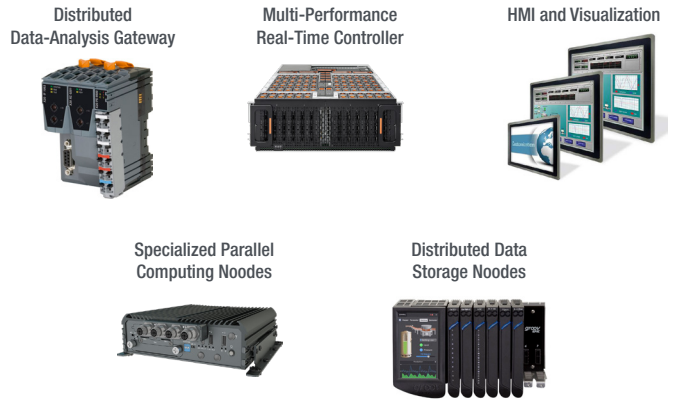 Distributed
Data-Analysis Gateway
Multi-Performance
Real-Time Controller
HMI and Visualization
Specialized Parallel
Computing Noodes
Distributed Data
Storage Noodes
groov